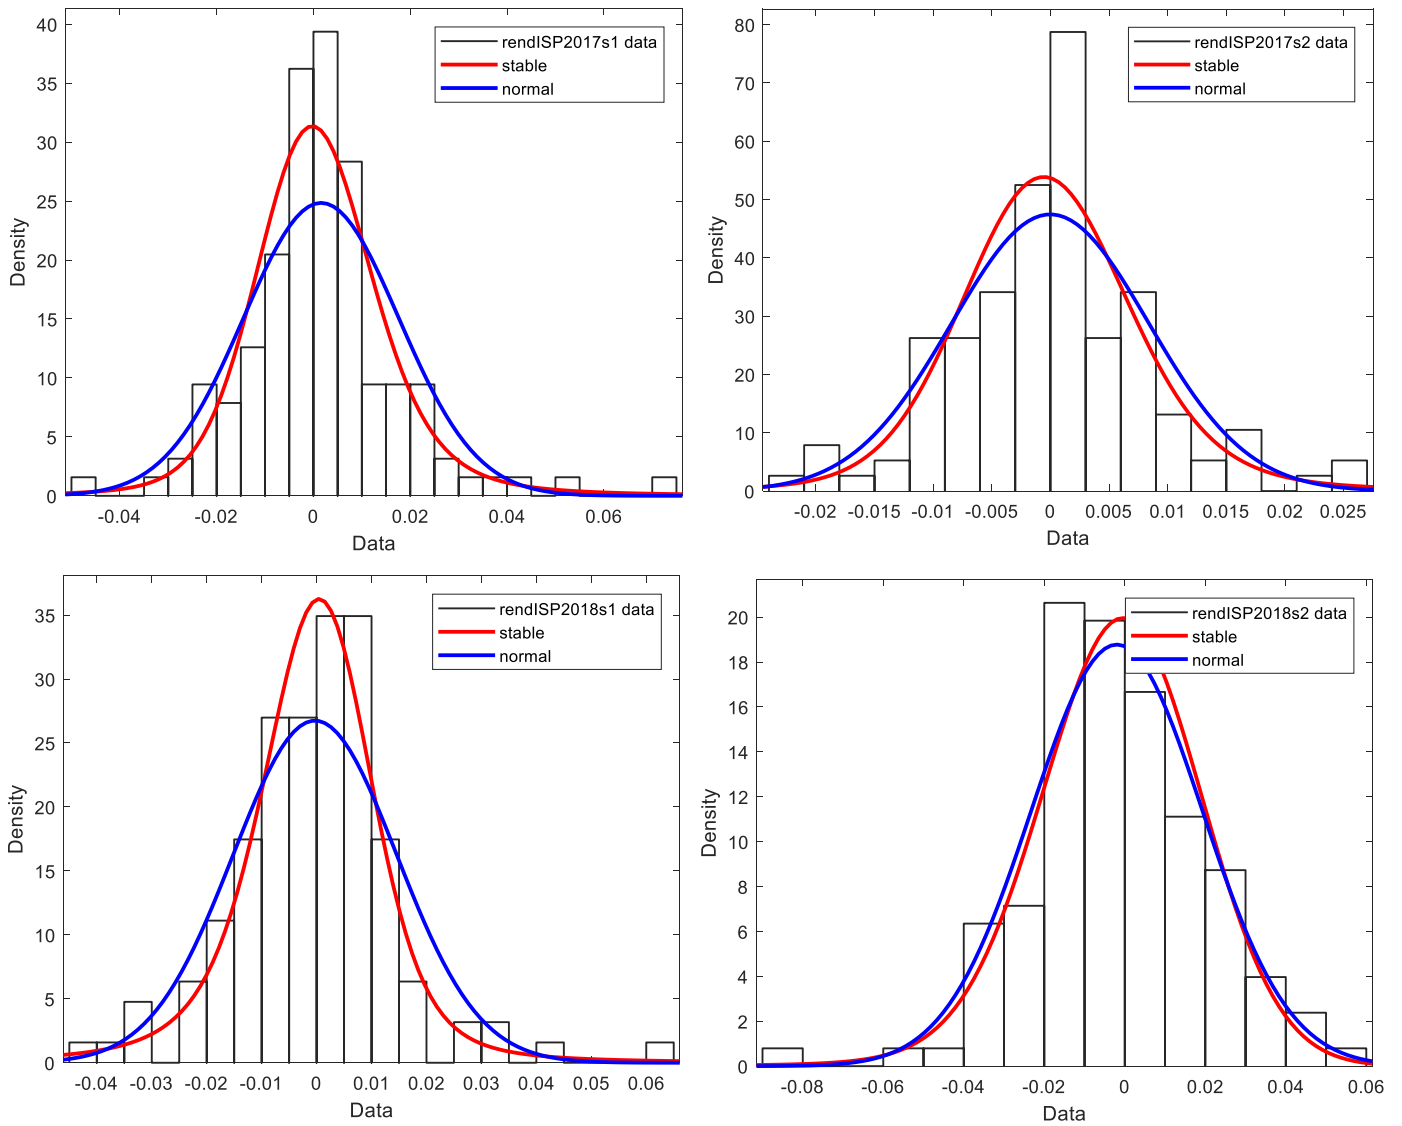 rendISP2017s1 data
stable
normal
40
35
30
25
20
15
10
5
0
Density
-0.04 -0.02 0 0.02 0.04 0.06
Data
rendISP2017s2 data
stable
normal
80
70
60
50
40
30
20
10
0
Density
-0.02 -0.015 -0.01 -0.005 0 0.005 0.01 0.015 0.02 0.025
Data
rendISP2018s1 data
stable
normal
35
30
25
20
15
10
5
0
Density
-0.04 -0.03 -0.02 -0.01 0 0.01 0.02 0.03 0.04 0.05 0.06
Data
rendISP2018s2 data
stable
normal
20
18
16
14
12
10
8
6
4
2
0
Density
-0.08 -0.06 -0.04 -0.02 0 0.02 0.04 0.06
Data